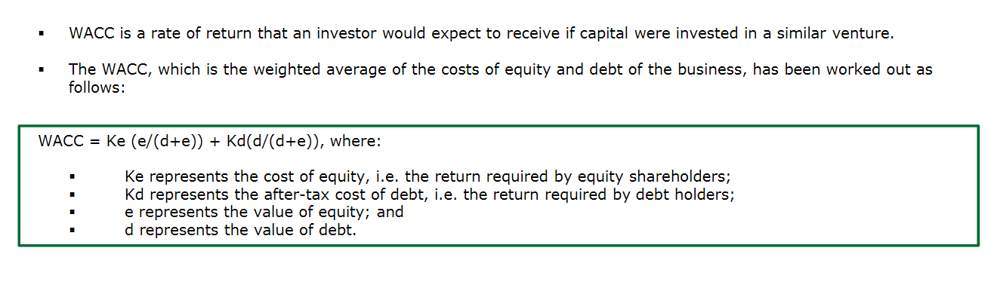 ▪ WACC is a rate of return that an investor would expect to receive if capital were invested in a similar venture.
▪ The WACC, which is the weighted average of the costs of equity and debt of the business, has been worked out as
follows:
WACC = Ke (e/(d+e)) + Kd(d/(d+e)), where:
▪ Ke represents the cost of equity, i.e. the return required by equity shareholders;
▪ Kd represents the after-tax cost of debt, i.e. the return required by debt holders;
▪ e represents the value of equity; and
▪ d represents the value of debt.